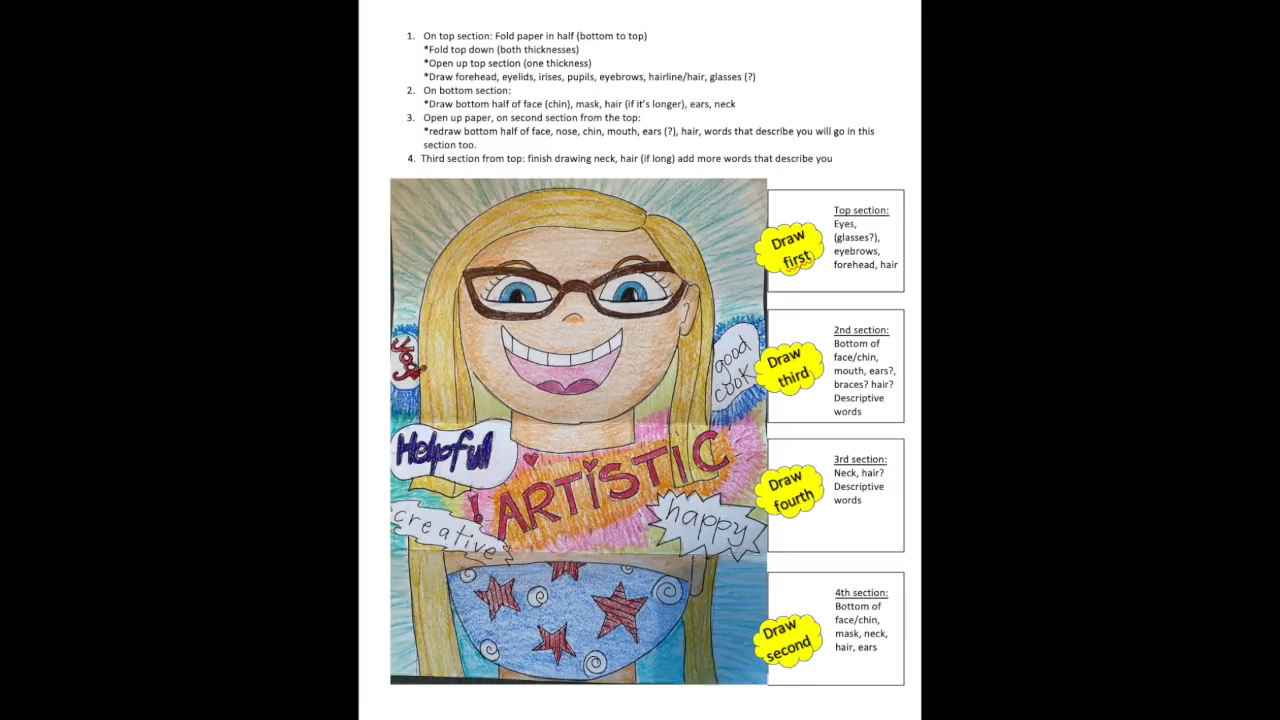 1. On top section: Fold paper in half (bottom to top)
*Fold top down (both thicknesses)
*Open up top section (one thickness)
*Draw forehead, eyelids, irises, pupils, eyebrows, hairline/hair, glasses (?)
2. On bottom section:
*Draw bottom half of face (chin), mask, hair (if it's longer), ears, neck
3. Open up paper, on second section from the top:
*redraw bottom half of face, nose, chin, mouth, ears (?), hair, words that describe you will go in this
section too.
4. Third section from top: finish drawing neck, hair (if long) add more words that describe you
Draw
first
Top section:
Eyes,
(glasses?),
eyebrows,
forehead, hair
good
cook
Draw
third
2nd section:
Bottom of
face/chin,
mouth, ears?,
braces? hair?
Descriptive
words
Helpful
!ARTISTIC
creative
happy
Draw
fourth
3rd section:
Neck, hair?
Descriptive
words
Draw
second
4th section:
Bottom of
face/chin,
mask, neck,
hair, ears